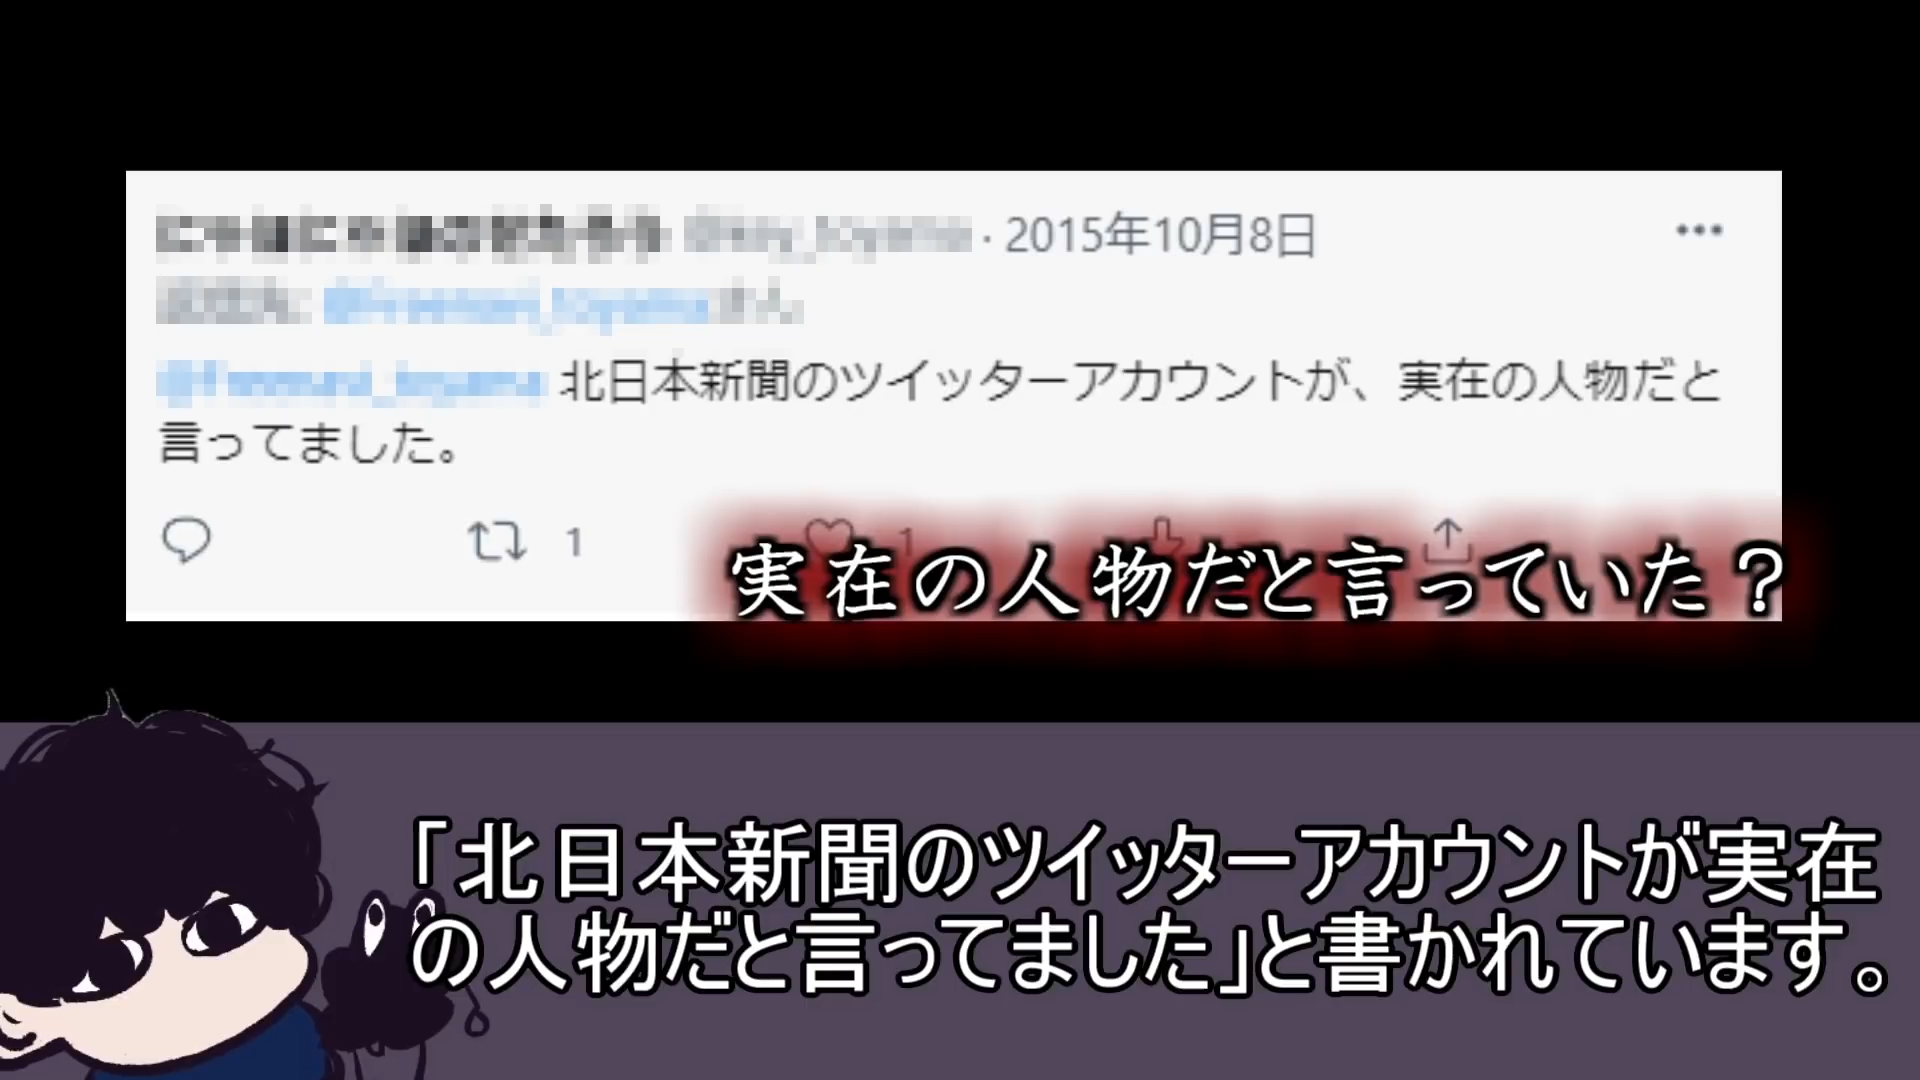 2015年10月8日
北日本新聞のツイッターアカウントが、実在の人物だと
言ってました。
1
1
実在の人物だと言っていた？
「北日本新聞のツイッターアカウントが実在
の人物だと言ってました」と書かれています。